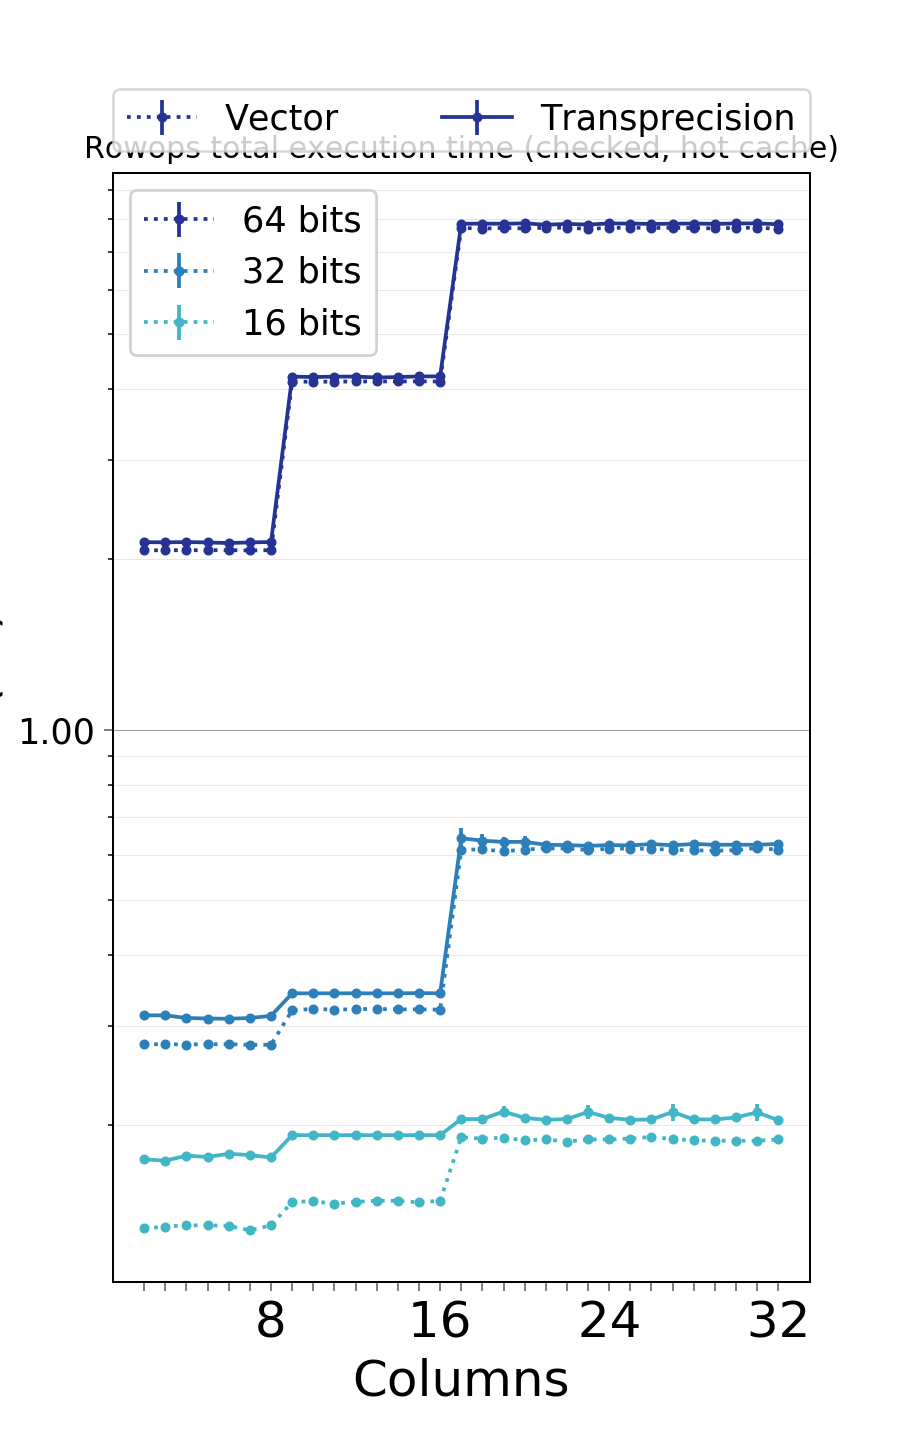 Vector Transprecision
Rowops total execution time (checked, hot cache)
64 bits
32 bits
16 bits
1.00
8 16 24 32
Columns